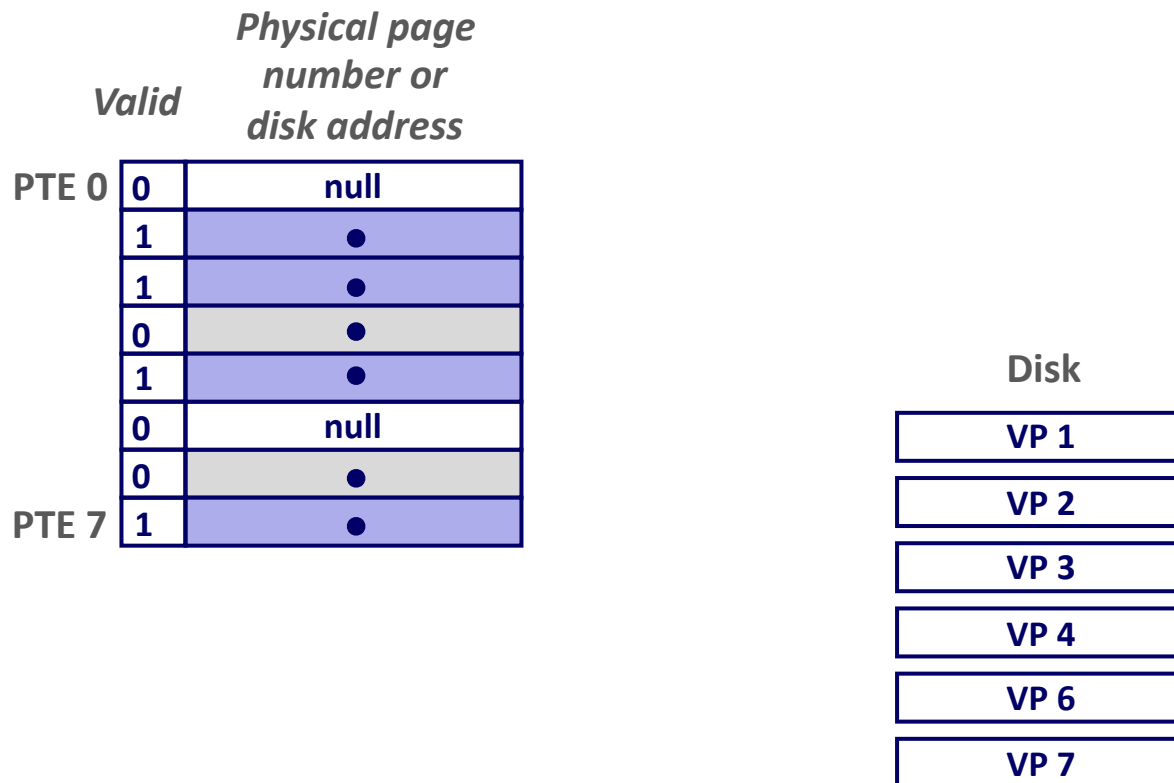 Physical page
number or
disk address
Valid
PTE 0 0 null
1
1
0
1
0 null
0
PTE 7 1
Disk
VP 1
VP 2
VP 3
VP 4
VP 6
VP 7